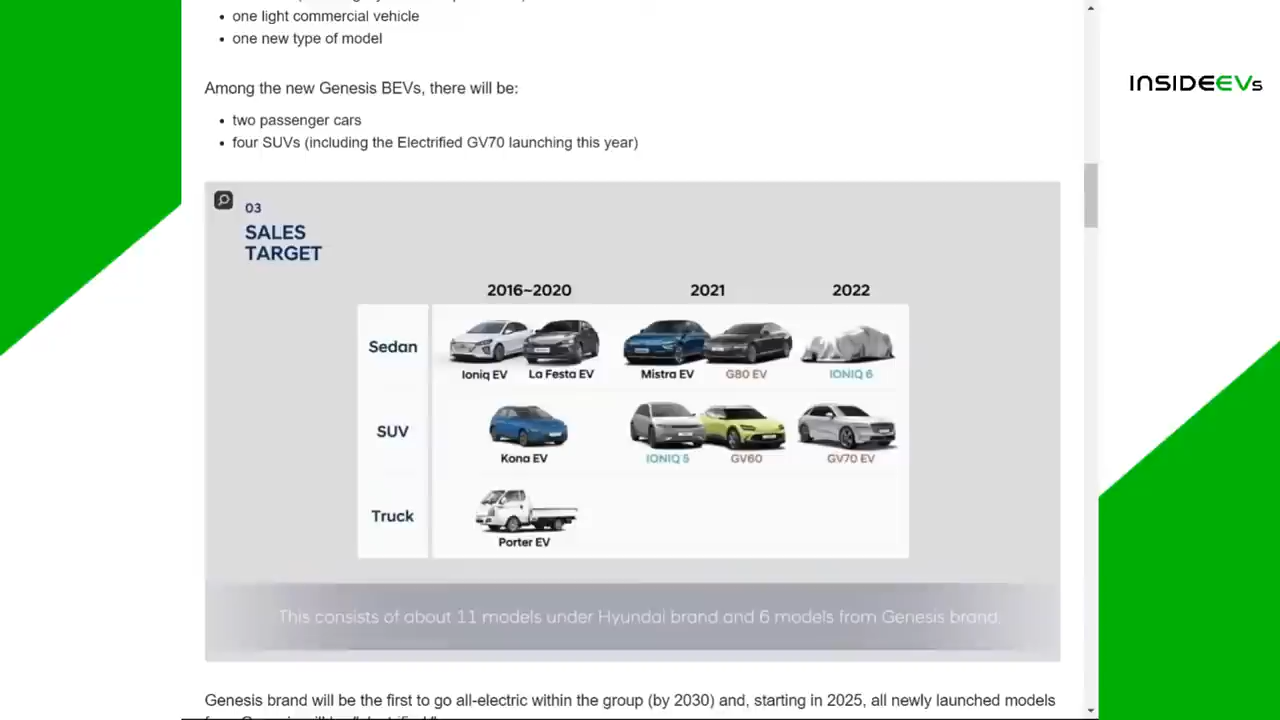 one light commercial vehicle
one new type of model
INSIDEEVs
Among the new Genesis BEVs, there will be:
two passenger cars
four SUVs (including the Electrified GV70 launching this year)
03
SALES
TARGET
2016~2020 2021 2022
Sedan
Ioniq EV La Festa EV Mistra EV G80 EV IONIQ 6
SUV
Kona EV IONIQ 5 GV60 GV70 EV
Truck
Porter EV
This consists of about 11 models under Hyundai brand and 6 models from Genesis brand.
Genesis brand will be the first to go all-electric within the group (by 2030) and, starting in 2025, all newly launched models